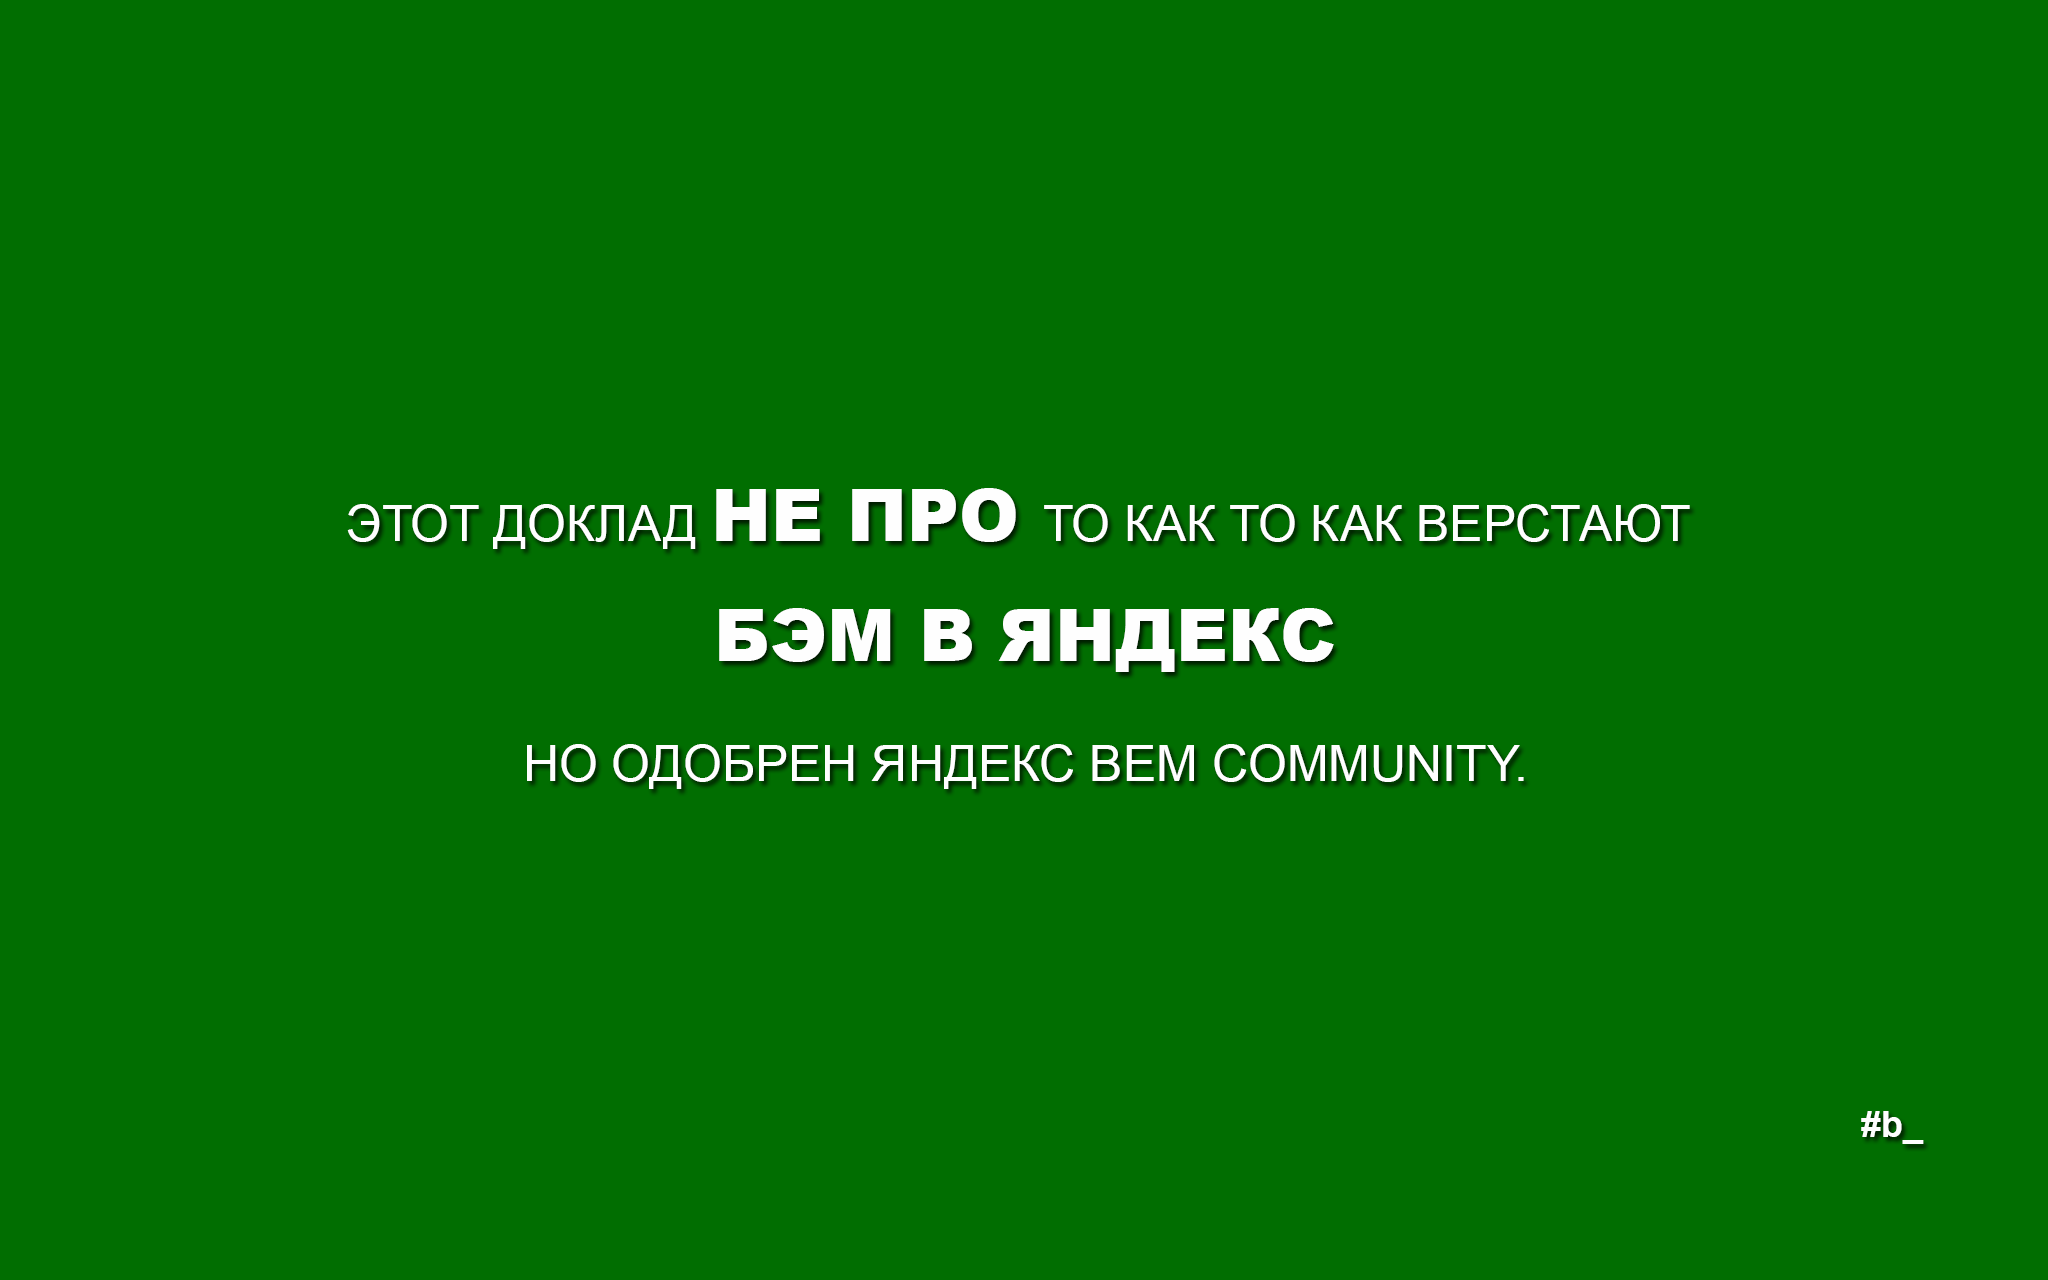 ЭТОТ ДОКЛАД НЕ ПРО ТО КАК ТО КАК ВЕРСТАЮТ
БЭМ В ЯНДЕКС
НО ОДОБРЕН ЯНДЕКС BEM COMMUNITY.
#b_